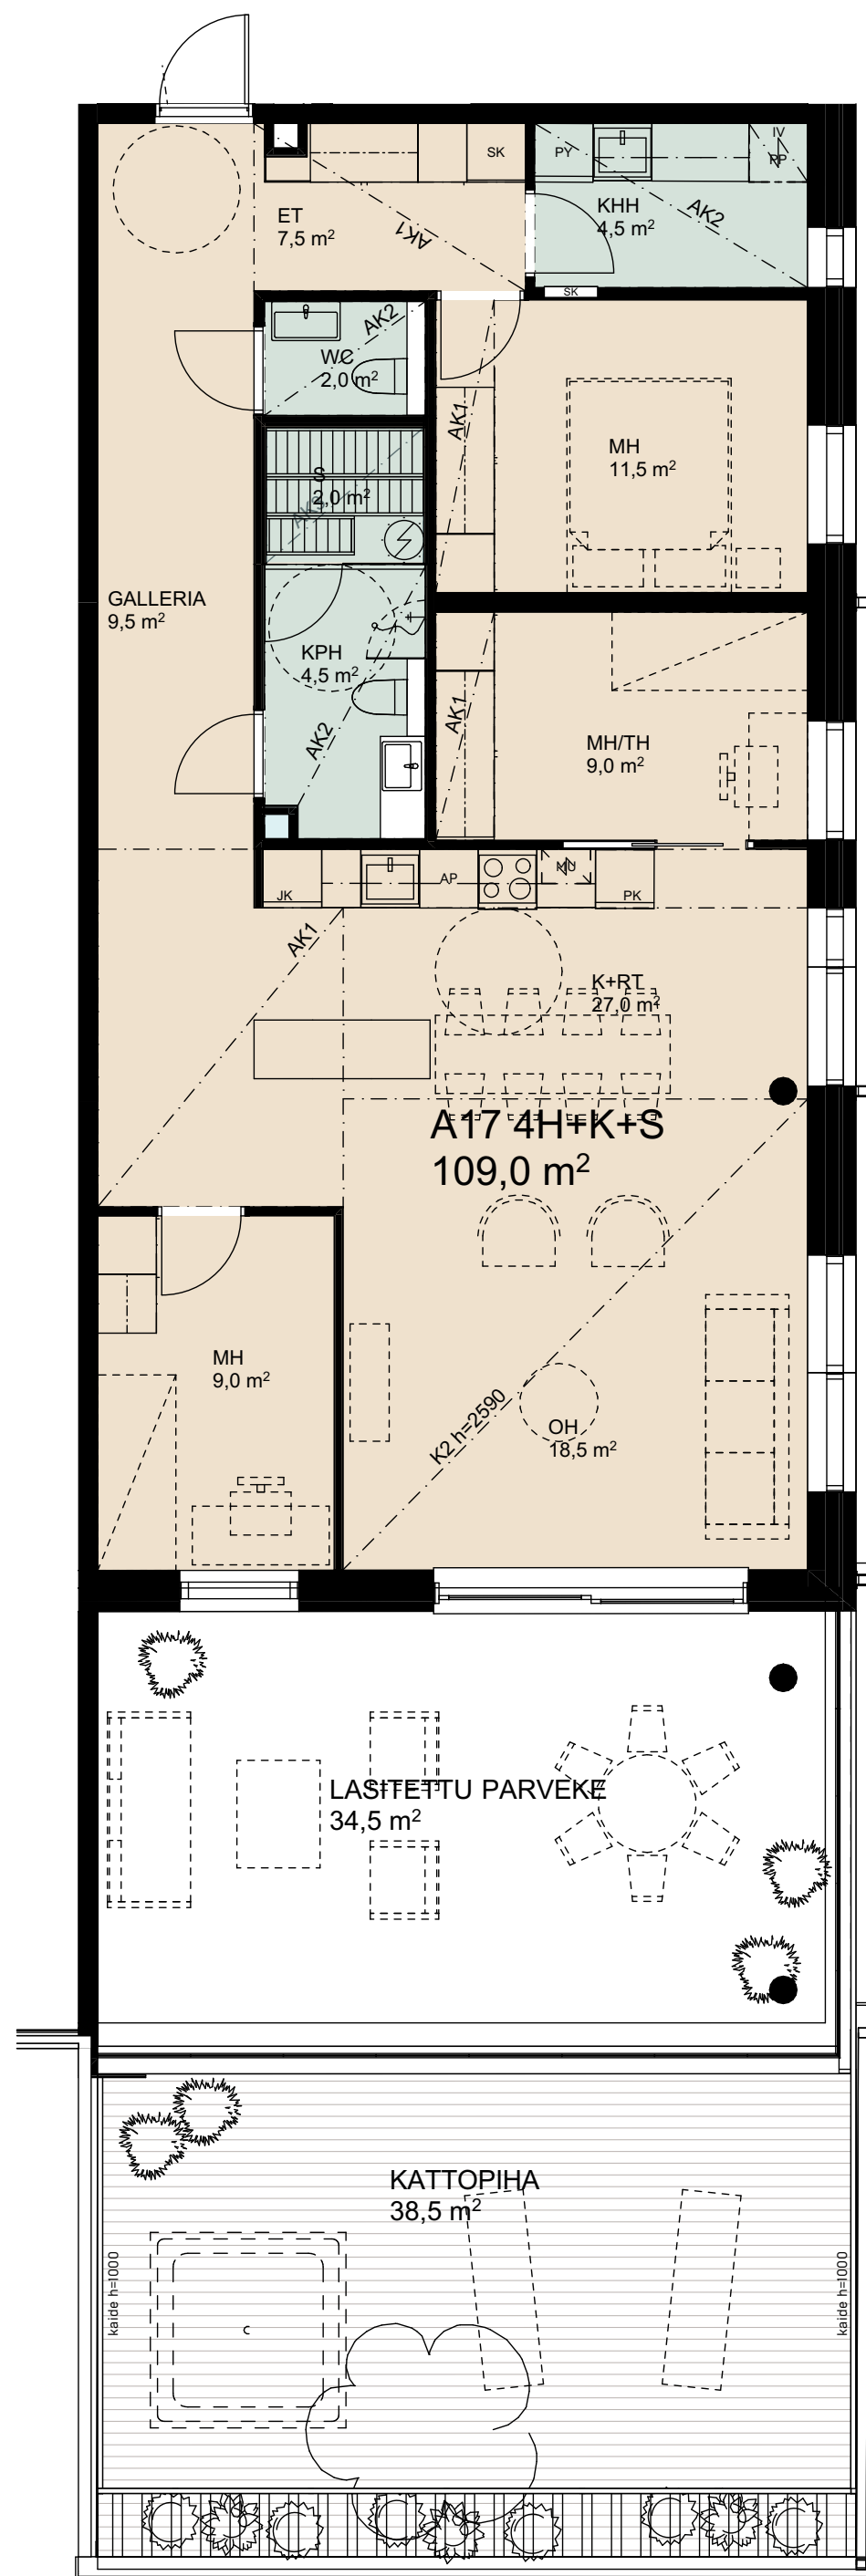 SK
PY
IV
PP
ET
7,5 m²
AK1
KHH
4,5 m²
AK2
SK
WC
2,0 m²
AK2
AK1
MH
11,5 m²
S
2,0 m²
AK3
GALLERIA
9,5 m²
KPH
4,5 m²
AK2
AK1
MH/TH
9,0 m²
JK
AP
MU
PK
AK1
K+RT
27,0 m²
A17 4H+K+S
109,0 m²
MH
9,0 m²
K2 h=2590
OH
18,5 m²
LASITETTU PARVEKE
34,5 m²
KATTOPIHA
38,5 m²
kaide h=1000
kaide h=1000